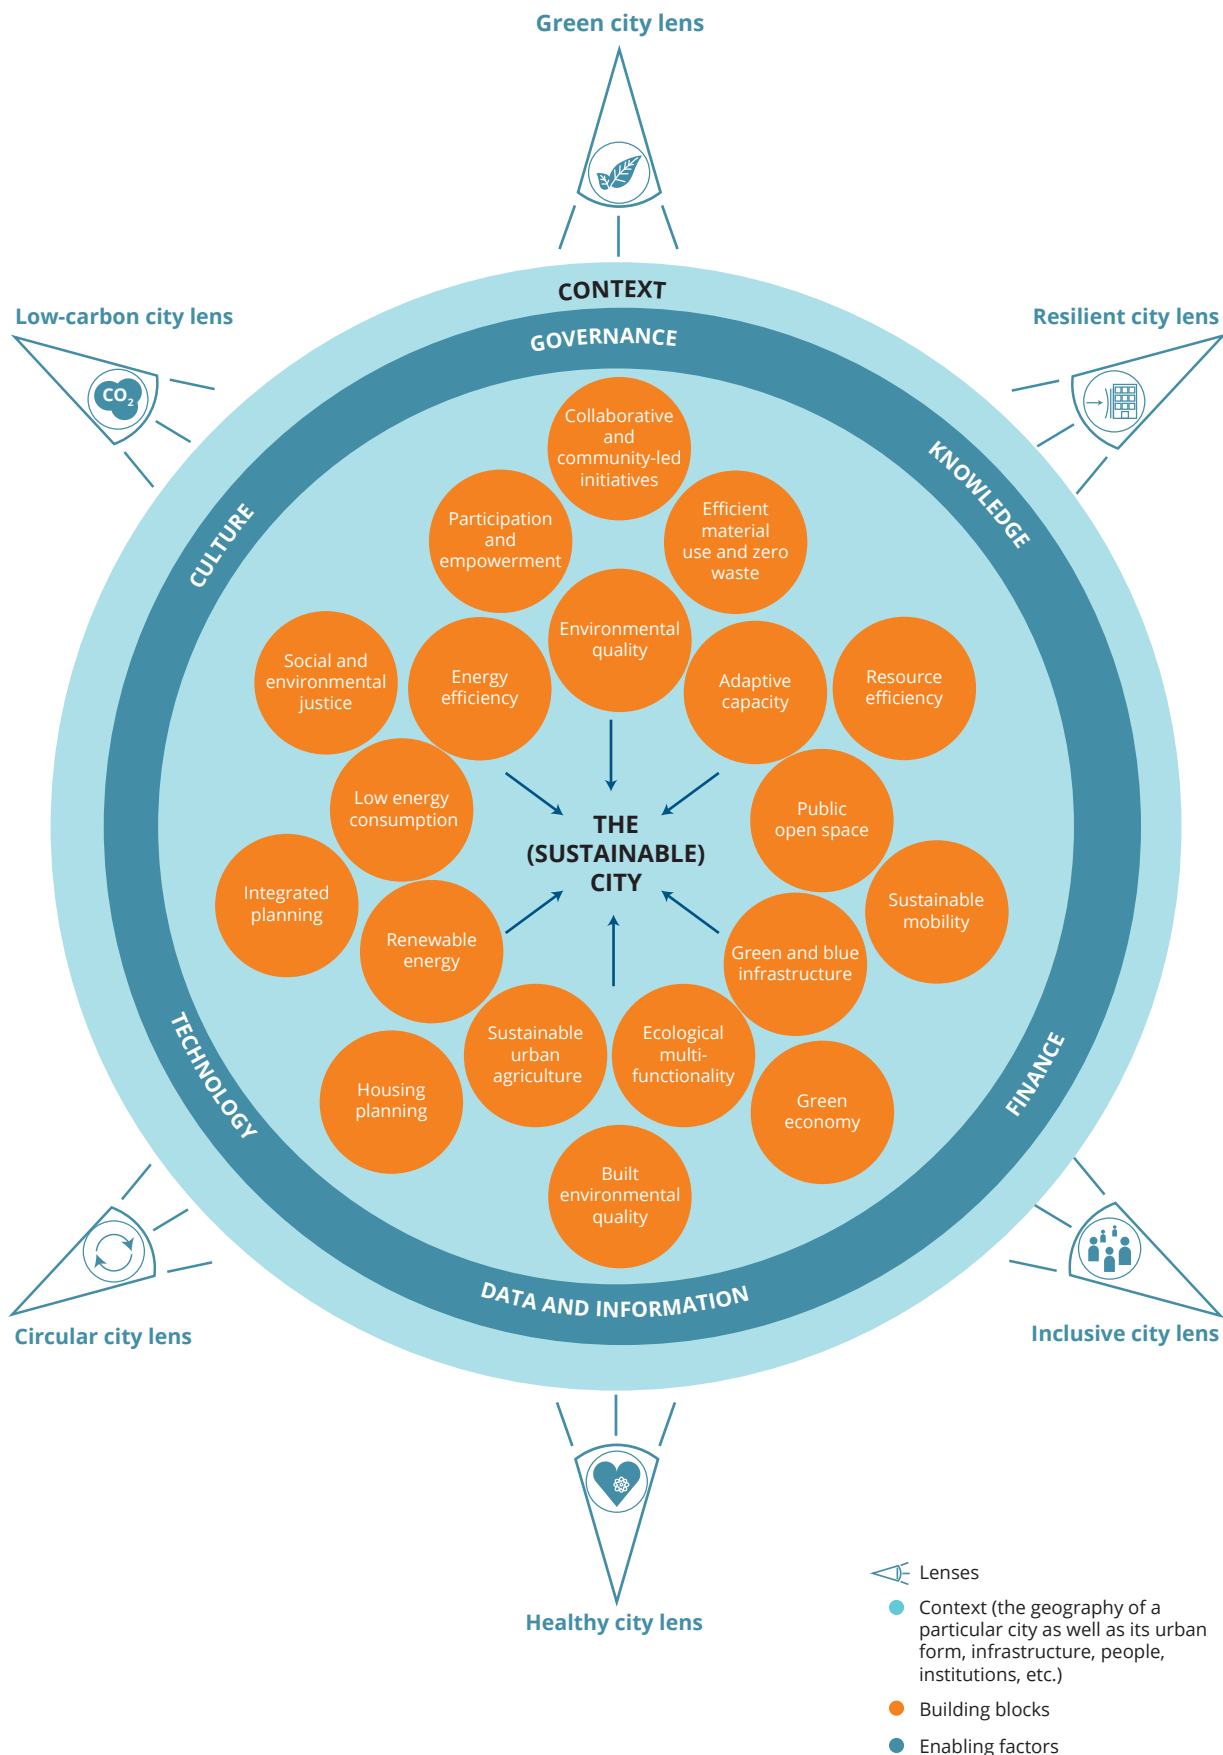 Green city lens
Low-carbon city lens
Resilient city lens
CO2
CONTEXT
GOVERNANCE
KNOWLEDGE
CULTURE
FINANCE
TECHNOLOGY
DATA AND INFORMATION
Collaborative
and
community-led
initiatives
Participation
and
empowerment
Efficient
material
use and zero
waste
Environmental
quality
Social and
environmental
justice
Energy
efficiency
Adaptive
capacity
Resource
efficiency
Low energy
consumption
Public
open space
THE
(SUSTAINABLE)
CITY
Integrated
planning
Sustainable
mobility
Renewable
energy
Green and blue
infrastructure
Sustainable
urban
agriculture
Ecological
multi-
functionality
Housing
planning
Green
economy
Built
environmental
quality
Circular city lens
Inclusive city lens
Healthy city lens
Lenses
Context (the geography of a
particular city as well as its urban
form, infrastructure, people,
institutions, etc.)
Building blocks
Enabling factors